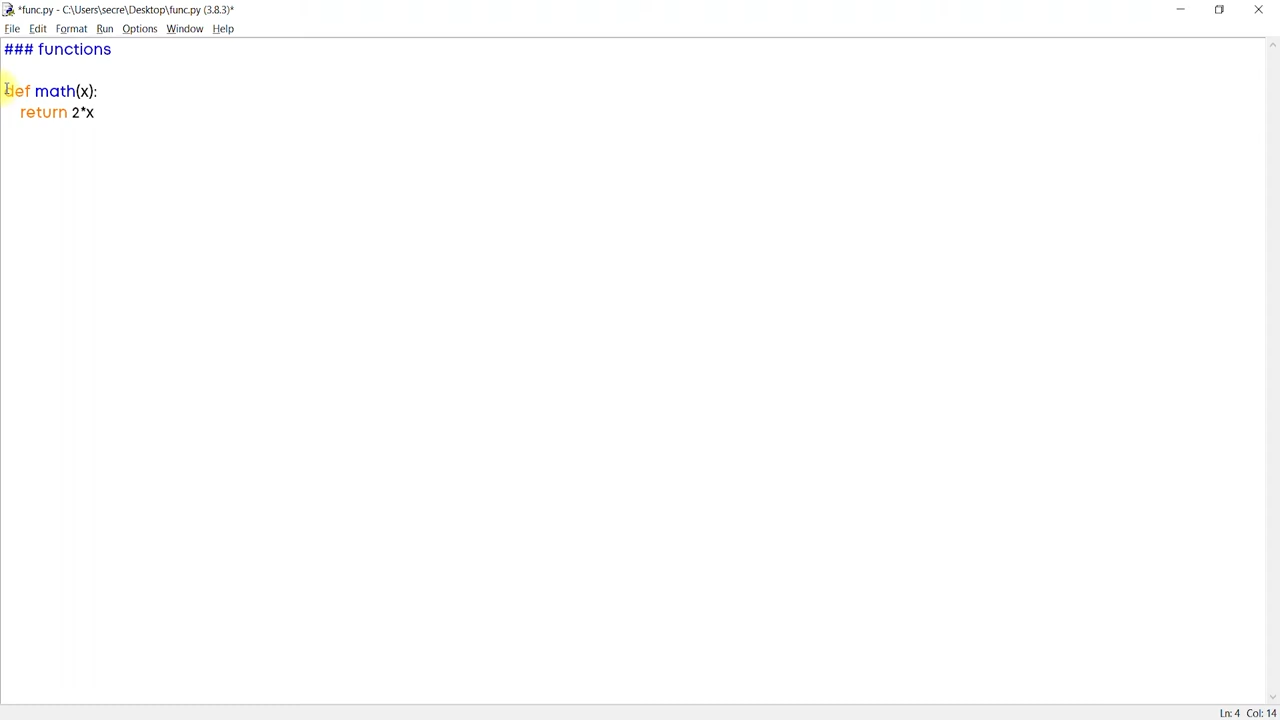 *func.py - C:\Users\secre\Desktop\func.py (3.8.3)*
File Edit Format Run Options Window Help
### functions
def math(x):
    return 2*x
Ln: 4 Col: 14